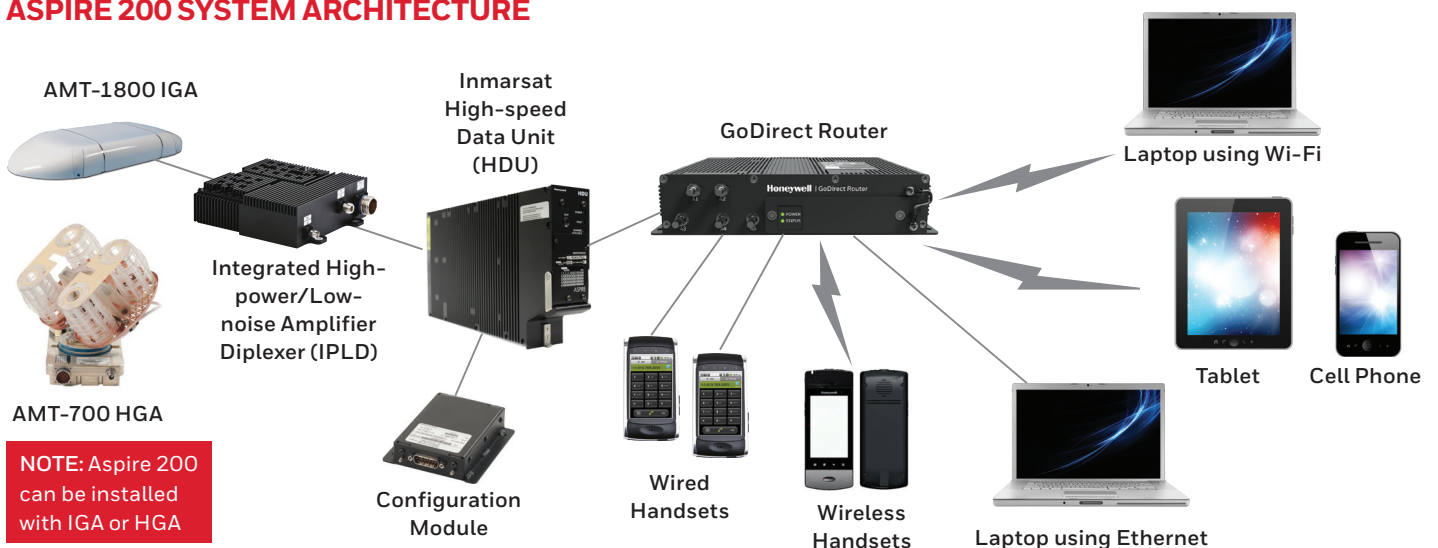 ASPIRE 200 SYSTEM ARCHITECTURE
AMT-1800 IGA
Integrated High-
power/Low-
noise Amplifier
Diplexer (IPLD)
AMT-700 HGA
NOTE: Aspire 200
can be installed
with IGA or HGA
Inmarsat
High-speed
Data Unit
(HDU)
HDU
ASPIRE
Configuration
Module
GoDirect Router
Honeywell | GoDirect Router
POWER
STATUS
Wired
Handsets
Wireless
Handsets
Laptop using Wi-Fi
Tablet
Cell Phone
Laptop using Ethernet